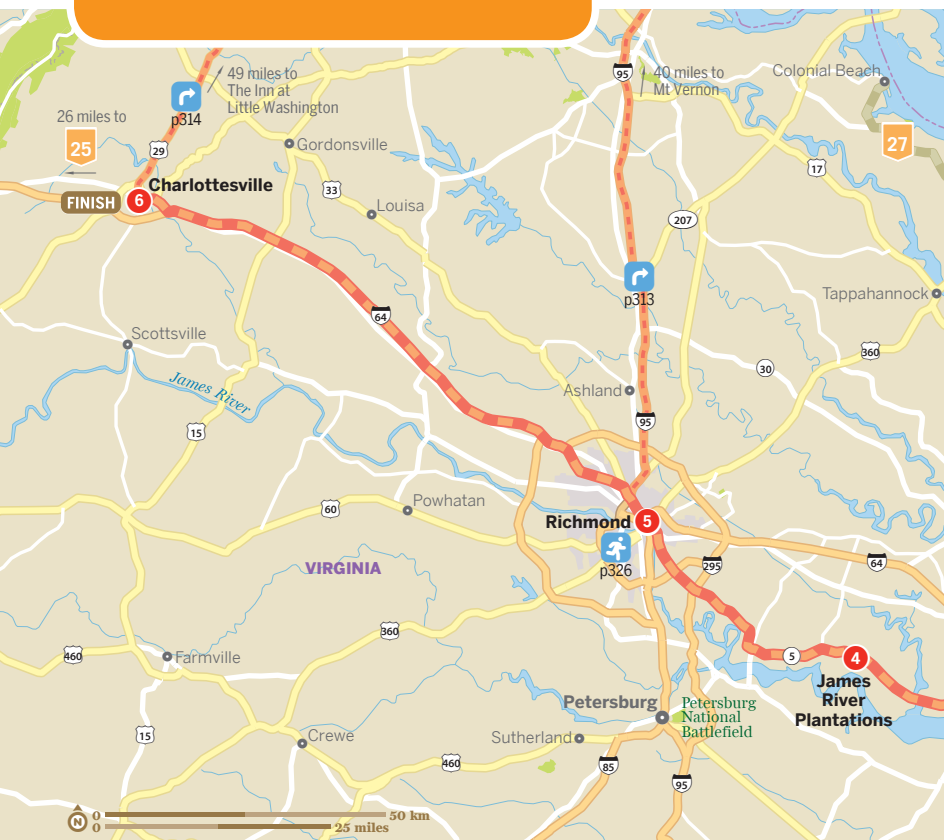 49 miles to
The Inn at
Little Washington
95
40 miles to
Mt Vernon
Colonial Beach
p314
26 miles to
25
27
29
Gordonsville
17
Charlottesville
33
FINISH
6
Louisa
207
p313
Tappahannock
64
Scottsville
360
James River
30
Ashland
15
95
Powhatan
60
Richmond
5
p326
VIRGINIA
295
64
360
460
Farmville
5
4
James
River
Plantations
Petersburg
Petersburg
National
Battlefield
15
Crewe
Sutherland
460
85
95
N
0
50 km
0
25 miles